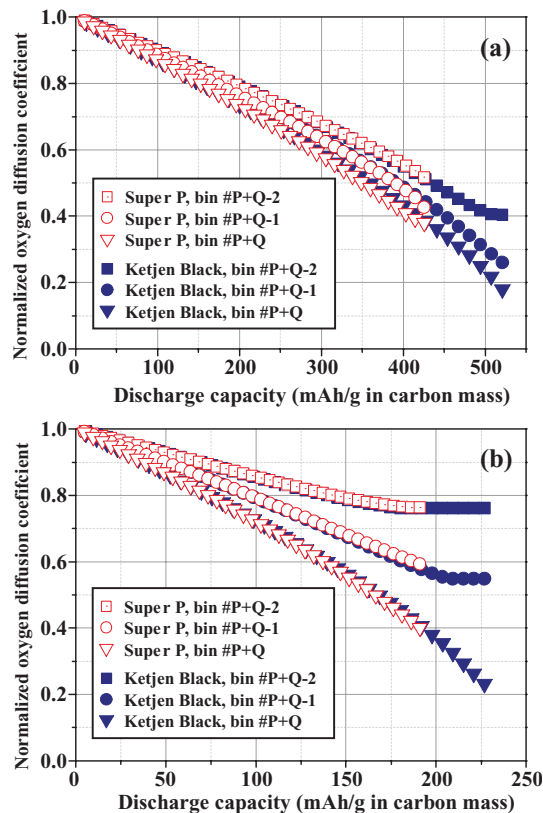 1.0
0.8
0.6
0.4
0.2
0.0
Normalized oxygen diffusion coeiffcient
(a)
Super P, bin #P+Q-2
Super P, bin #P+Q-1
Super P, bin #P+Q
Ketjen Black, bin #P+Q-2
Ketjen Black, bin #P+Q-1
Ketjen Black, bin #P+Q
0 100 200 300 400 500
Discharge capacity (mAh/g in carbon mass)
1.0
0.8
0.6
0.4
0.2
0.0
Normalized oxygen diffusion coeifcient
(b)
Super P, bin #P+Q-2
Super P, bin #P+Q-1
Super P, bin #P+Q
Ketjen Black, bin #P+Q-2
Ketjen Black, bin #P+Q-1
Ketjen Black, bin #P+Q
0 50 100 150 200 250
Discharge capacity (mAh/g in carbon mass)